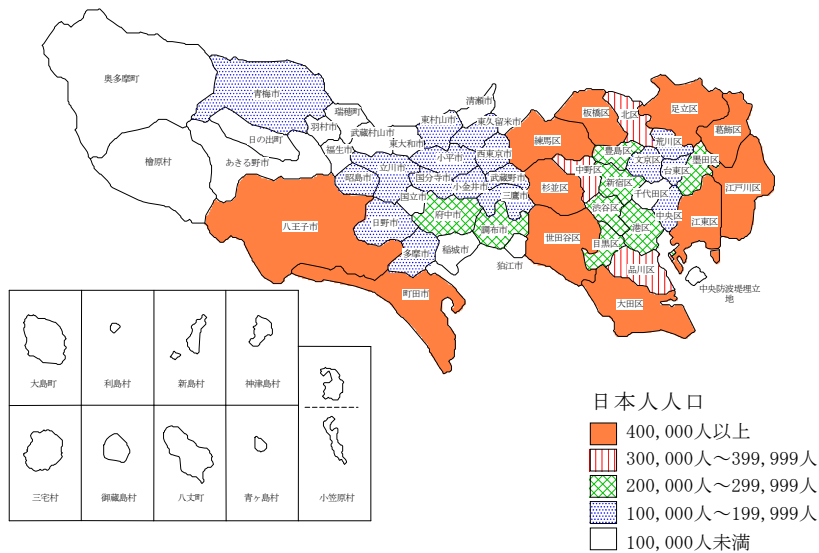 奥多摩町
青梅市
瑞穂町
羽村市
日の出町
福生市
武蔵村山市
あきる野市
檜原村
昭島市
東大和市
立川市
東村山市
清瀬市
東久留米市
小平市
西東京市
国分寺市
小金井市
武蔵野市
三鷹市
国立市
府中市
調布市
日野市
八王子市
多摩市
稲城市
狛江市
町田市
練馬区
板橋区
北区
足立区
葛飾区
荒川区
豊島区
文京区
台東区
墨田区
中野区
杉並区
新宿区
千代田区
江戸川区
渋谷区
中央区
江東区
港区
世田谷区
目黒区
品川区
大田区
中央防波堤埋立
地
大島町
利島村
新島村
神津島村
三宅村
御蔵島村
八丈町
青ヶ島村
小笠原村
日本人人口
400,000人以上
300,000人～399,999人
200,000人～299,999人
100,000人～199,999人
100,000人未満